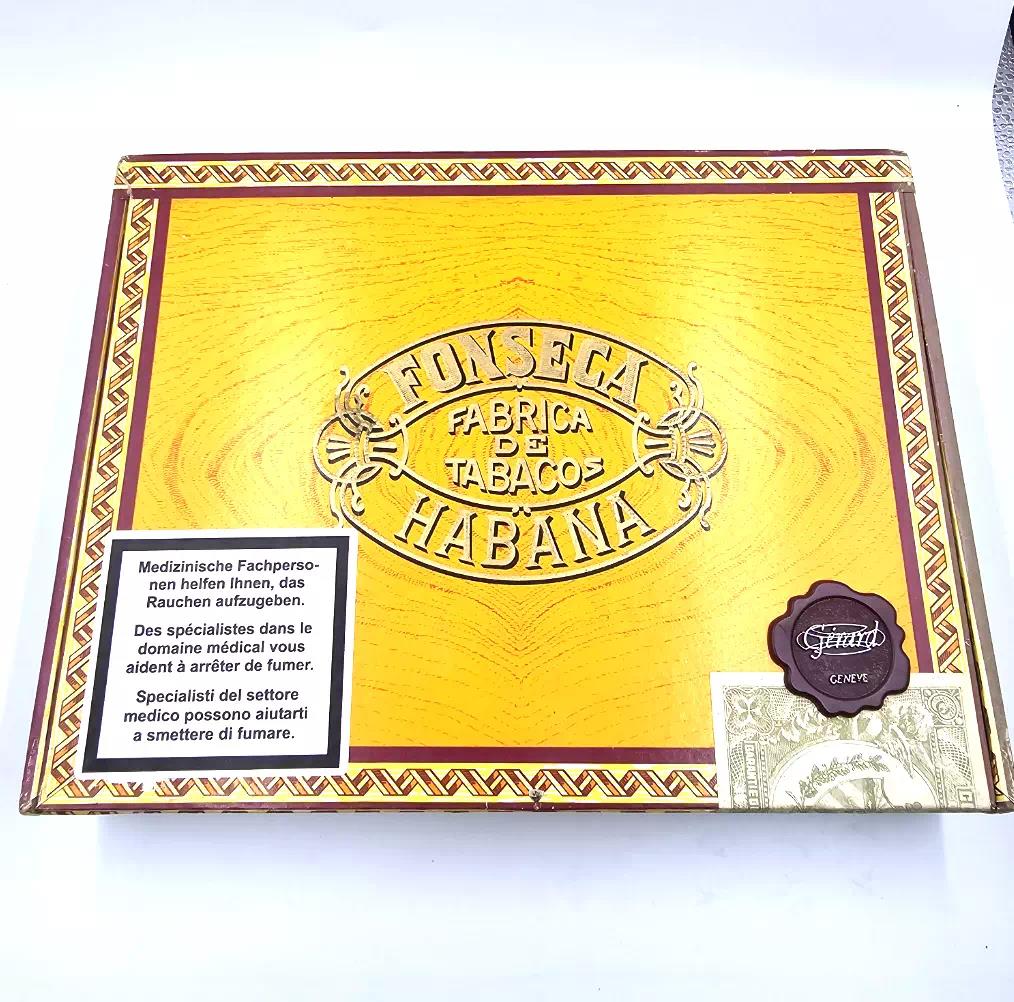 FONSECA
FABRICA
DE
TABACOS
HABANA
Medizinische Fachperso-
nen helfen Ihnen, das
Rauchen aufzugeben.
Des spécialistes dans le
domaine médical vous
aident à arrêter de fumer.
Specialisti del settore
medico possono aiutarti
a smettere di fumare.
Gérard
GENEVE